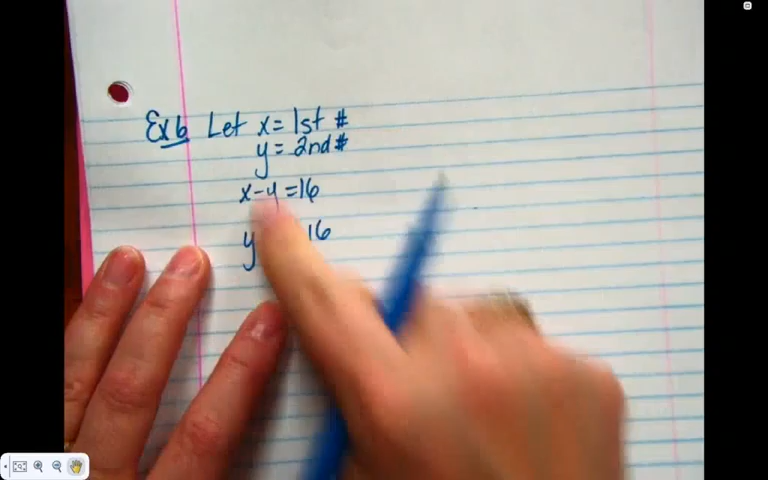 Ex6 Let x = 1st #
y = 2nd #
x-y=16
y 16